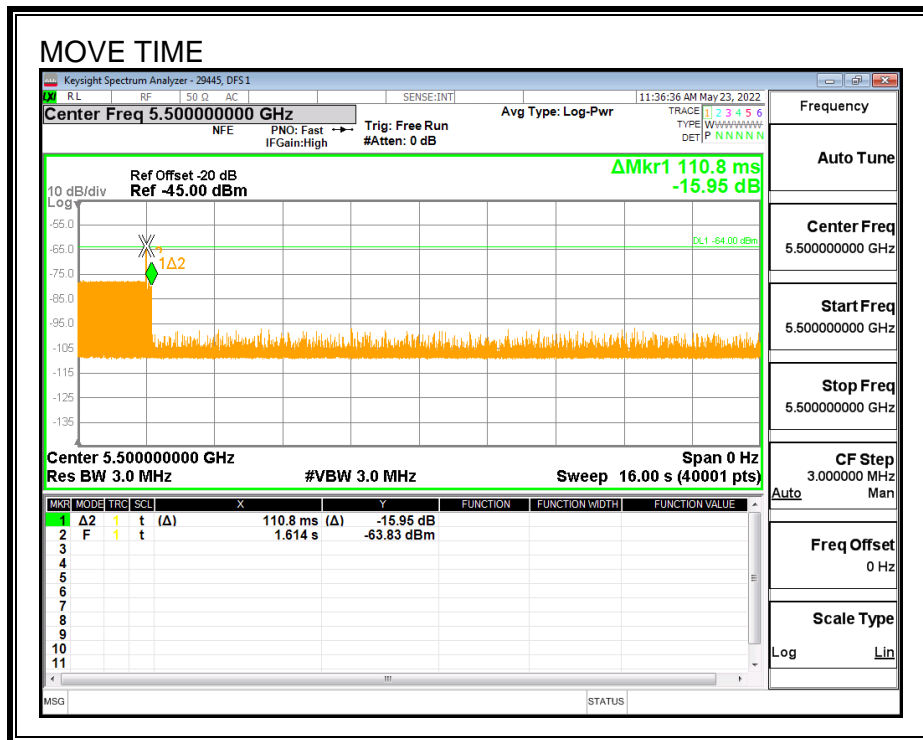 MOVE TIME
Keysight Spectrum Analyzer - 29445, DFS 1
LXI RL RF 50 Ω AC SENSE:INT 11:36:36 AM May 23, 2022
Center Freq 5.500000000 GHz Avg Type: Log-Pwr TRACE 1 2 3 4 5 6
NFE PNO: Fast Trig: Free Run TYPE WWWWWW
IFGain:High #Atten: 0 dB DET P N N N N N
ΔMkr1 110.8 ms
Ref Offset -20 dB
10 dB/div Ref -45.00 dBm -15.95 dB
Log
-55.0
DL1 -64.00 dBm
-65.0
1Δ2
-75.0
-85.0
-95.0
-105
-115
-125
-135
Center 5.500000000 GHz Span 0 Hz
Res BW 3.0 MHz #VBW 3.0 MHz Sweep 16.00 s (40001 pts)
MKR MODE TRC SCL X Y FUNCTION FUNCTION WIDTH FUNCTION VALUE
1 Δ2 1 t (Δ) 110.8 ms (Δ) -15.95 dB
2 F 1 t 1.614 s -63.83 dBm
3
4
5
6
7
8
9
10
11
MSG STATUS
Frequency
Auto Tune
Center Freq
5.500000000 GHz
Start Freq
5.500000000 GHz
Stop Freq
5.500000000 GHz
CF Step
3.000000 MHz
Auto Man
Freq Offset
0 Hz
Scale Type
Log Lin